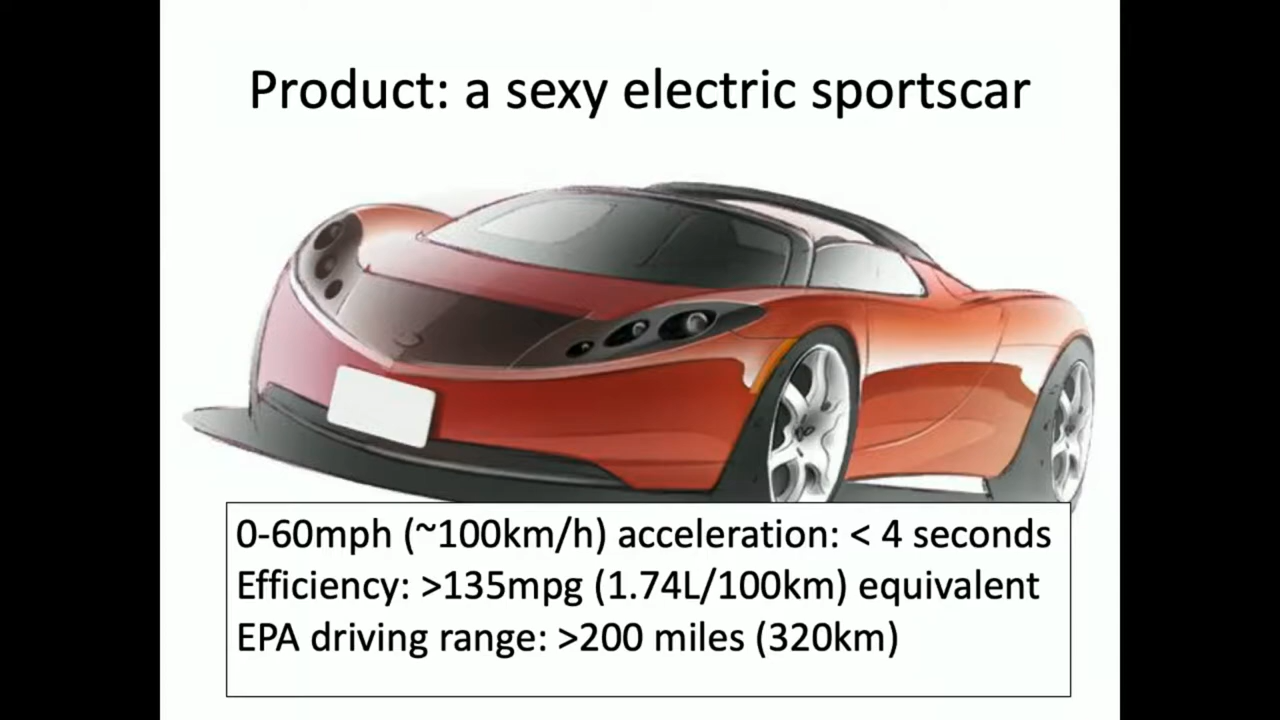 Product: a sexy electric sportscar
0-60mph (~100km/h) acceleration: < 4 seconds
Efficiency: >135mpg (1.74L/100km) equivalent
EPA driving range: >200 miles (320km)